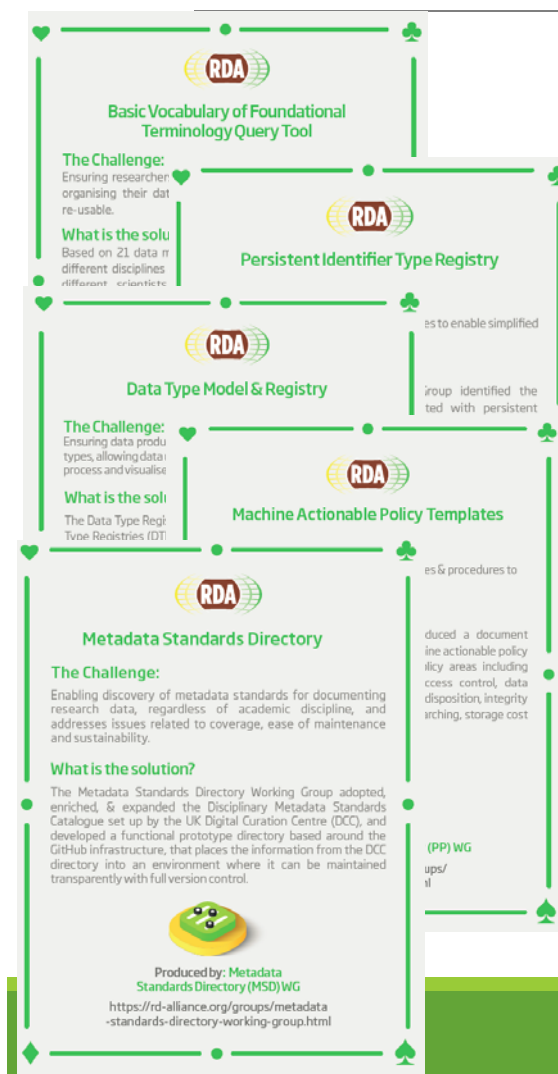 RDA
Basic Vocabulary of Foundational
Terminology Query Tool
The Challenge:
Ensuring researcher
organising their dat
re-usable.
What is the solu
Based on 21 data m
different disciplines
different scientists
RDA
Persistent Identifier Type Registry
es to enable simplified
Group identified the
ted with persistent
RDA
Data Type Model & Registry
The Challenge:
Ensuring data produ
types, allowing data
process and visualise
What is the solu
The Data Type Regi
Type Registries (DT
RDA
Machine Actionable Policy Templates
es & procedures to
duced a document
ine actionable policy
licy areas including
ccess control, data
disposition, integrity
arching, storage cost
(PP) WG
ups/
RDA
Metadata Standards Directory
The Challenge:
Enabling discovery of metadata standards for documenting
research data, regardless of academic discipline, and
addresses issues related to coverage, ease of maintenance
and sustainability.
What is the solution?
The Metadata Standards Directory Working Group adopted,
enriched, & expanded the Disciplinary Metadata Standards
Catalogue set up by the UK Digital Curation Centre (DCC), and
developed a functional prototype directory based around the
GitHub infrastructure, that places the information from the DCC
directory into an environment where it can be maintained
transparently with full version control.
Produced by: Metadata
Standards Directory (MSD) WG
https://rd-alliance.org/groups/metadata
-standards-directory-working-group.html